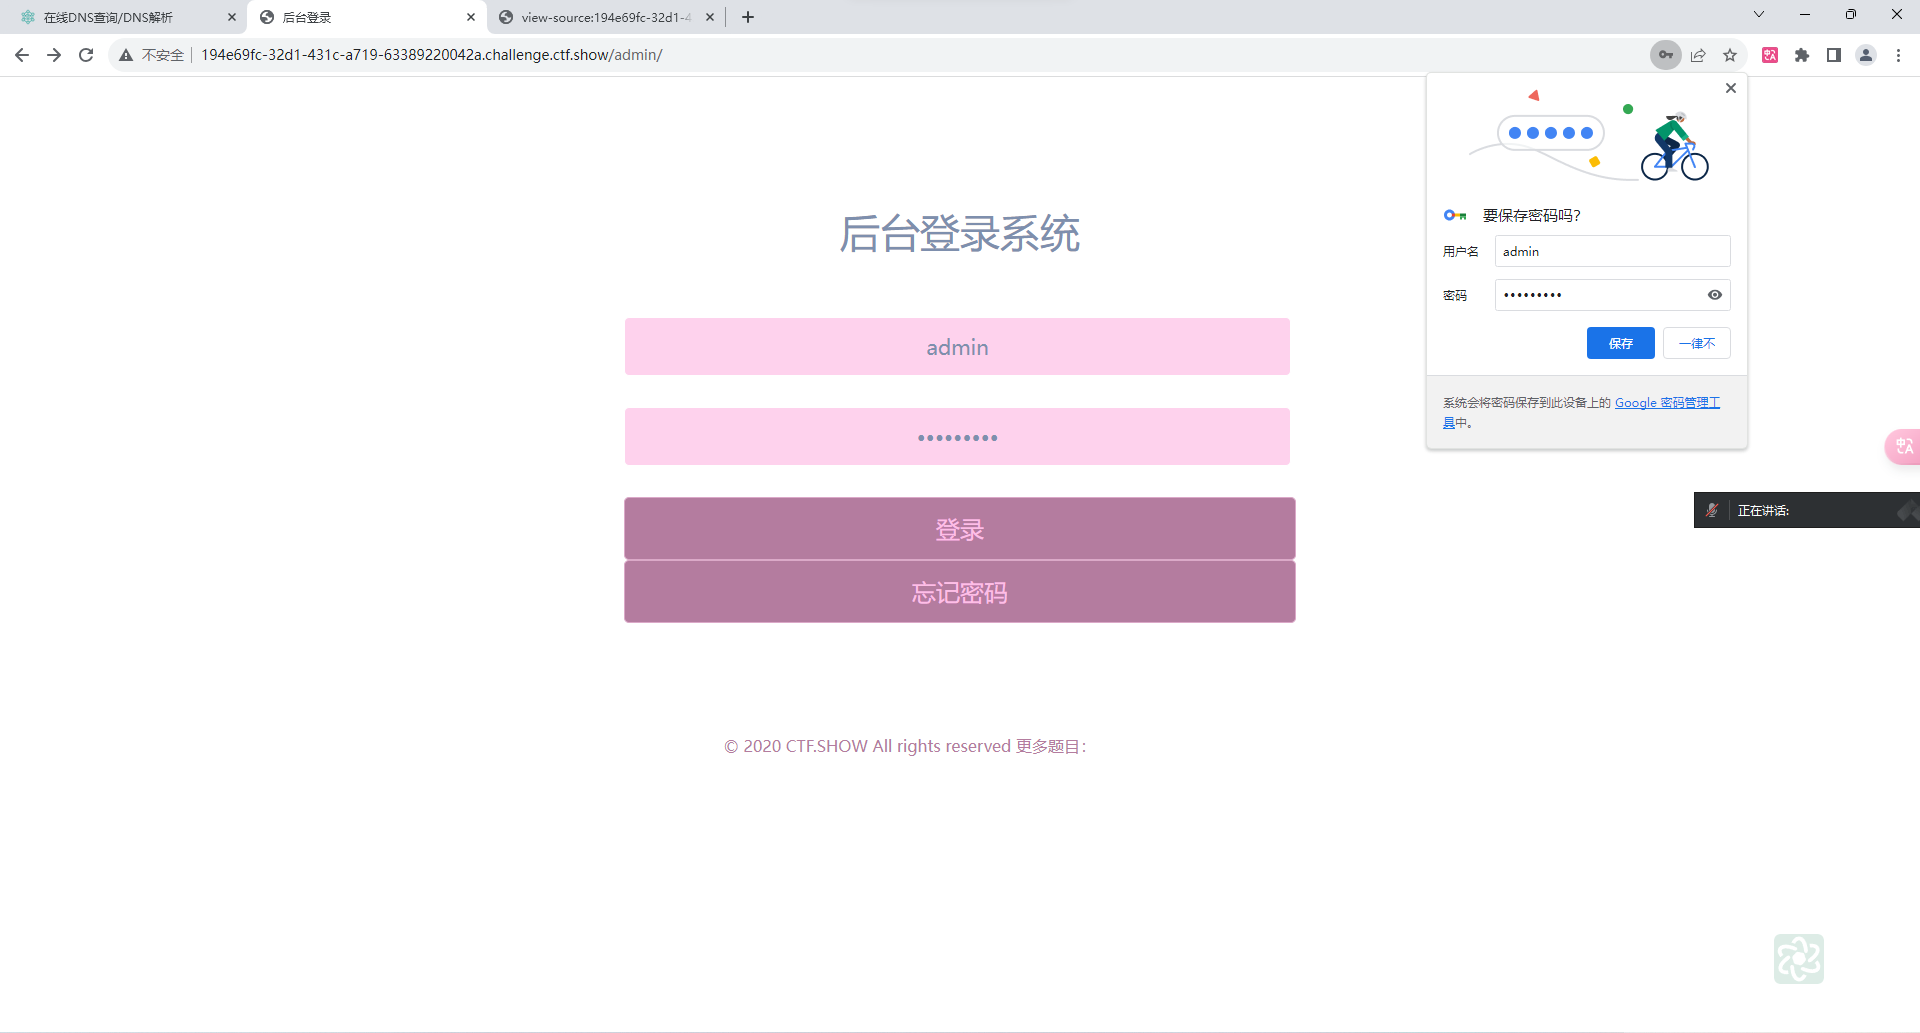 在线DNS查询/DNS解析
后台登录
view-source:194e69fc-32d1-4
不安全
194e69fc-32d1-431c-a719-63389220042a.challenge.ctf.show/admin/
要保存密码吗？
用户名
admin
密码
•••••••••
保存
一律不
系统会将密码保存到此设备上的 Google 密码管理工
具中。
后台登录系统
admin
•••••••••
登录
忘记密码
正在讲话:
© 2020 CTF.SHOW All rights reserved 更多题目：